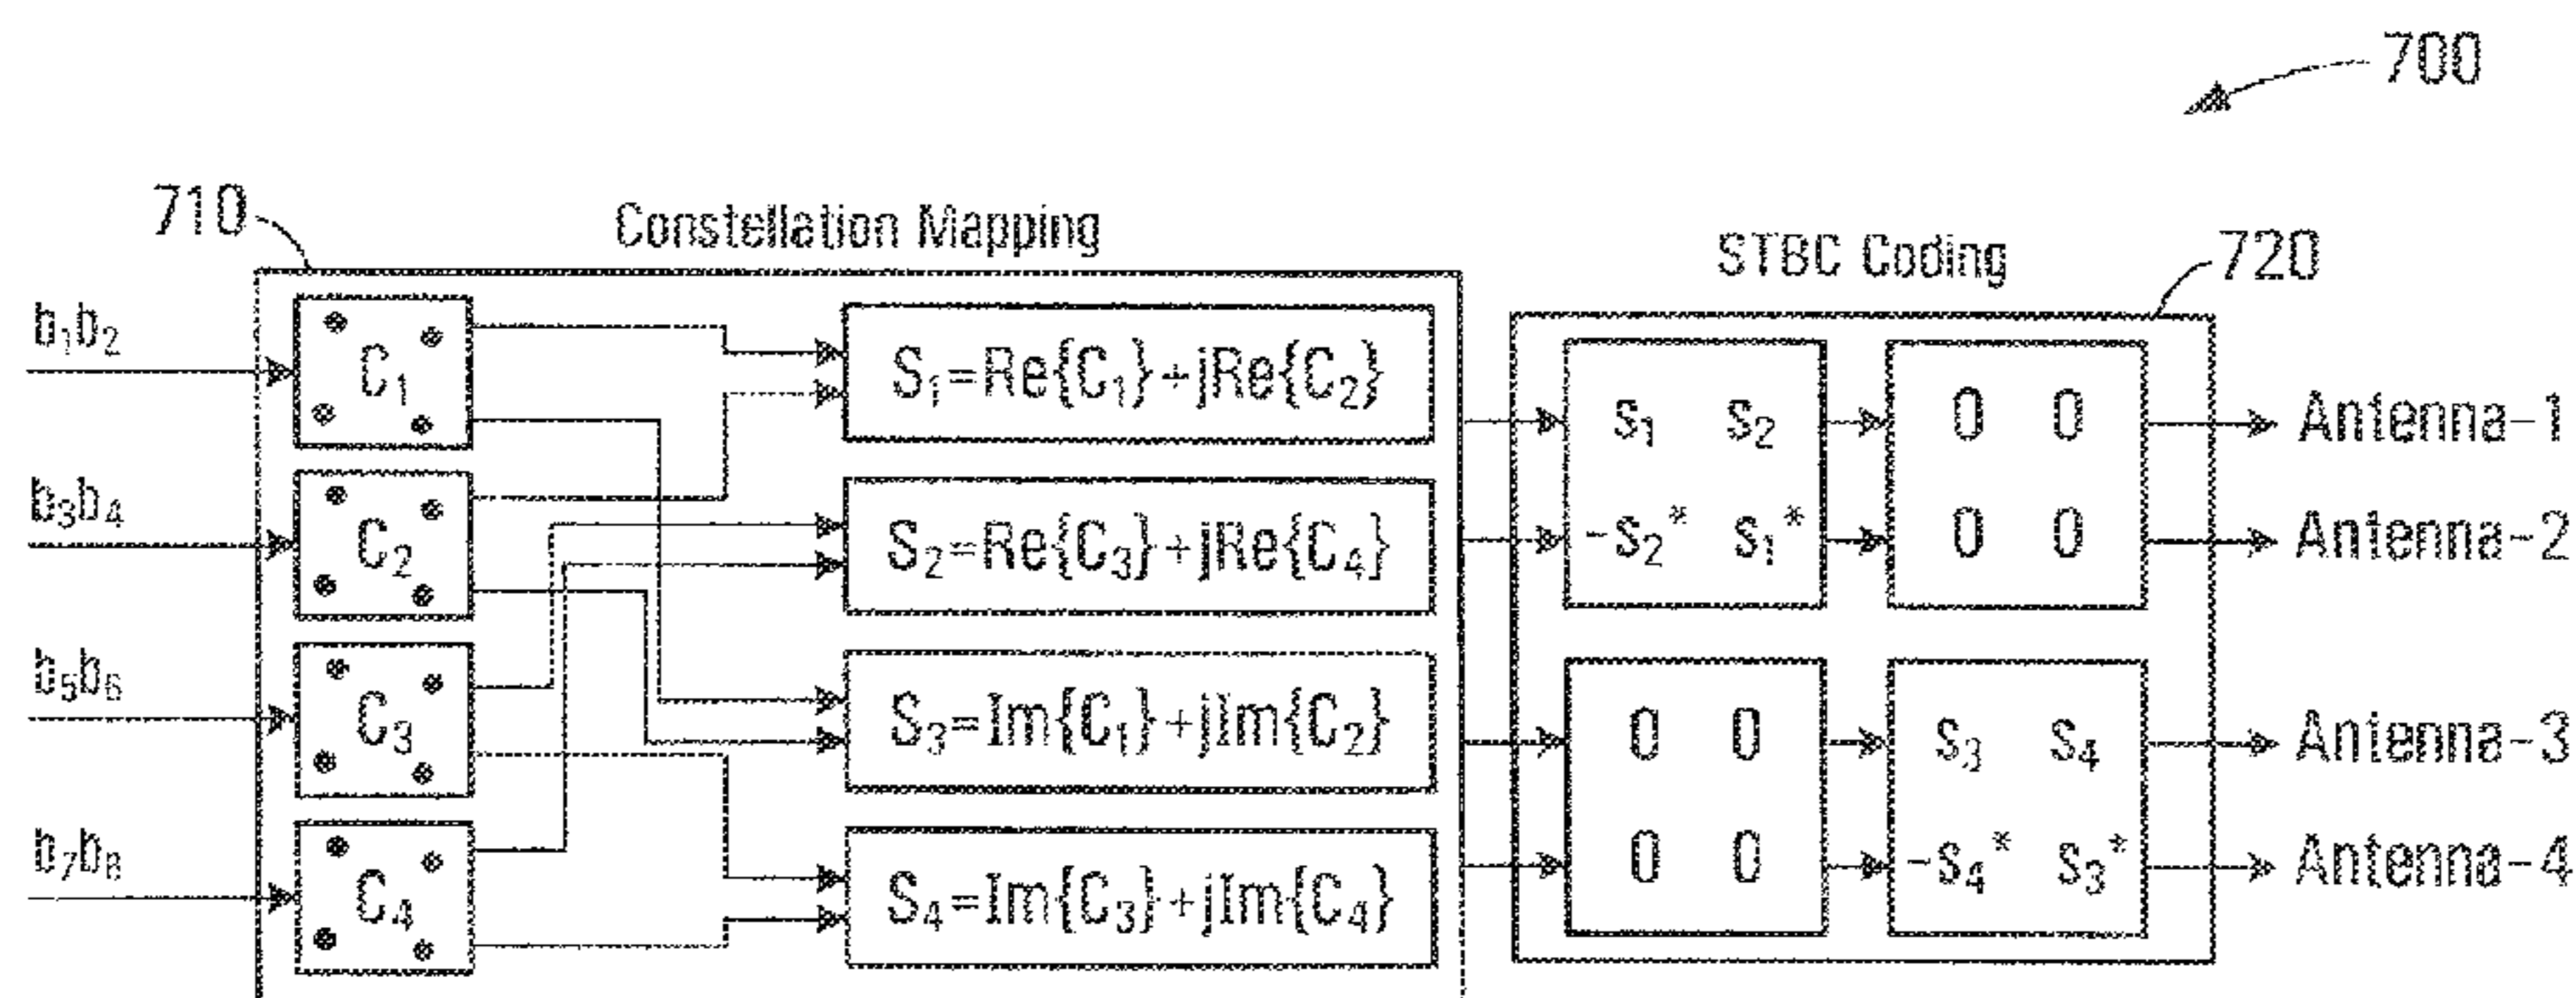 700
710
Constellation Mapping
STBC Coding
720
b₁b₂
C₁
S₁=Re{C₁}+jRe{C₂}
s₁ s₂
0 0
Antenna-1
b₃b₄
C₂
S₂=Re{C₃}+jRe{C₄}
-s₂* s₁*
0 0
Antenna-2
b₅b₆
C₃
S₃=Im{C₁}+jIm{C₂}
0 0
s₃ s₄
Antenna-3
b₇b₈
C₄
S₄=Im{C₃}+jIm{C₄}
0 0
-s₄* s₃*
Antenna-4